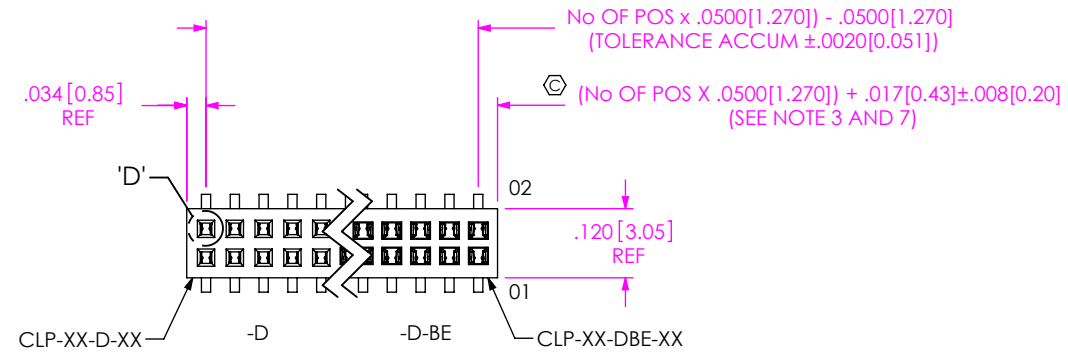 No OF POS x .0500[1.270]) - .0500[1.270]
(TOLERANCE ACCUM ±.0020[0.051])
.034 [0.85]
REF
C (No OF POS X .0500[1.270]) + .017[0.43]±.008[0.20]
(SEE NOTE 3 AND 7)
'D'
02
.120 [3.05]
REF
01
CLP-XX-D-XX
-D
-D-BE
CLP-XX-DBE-XX